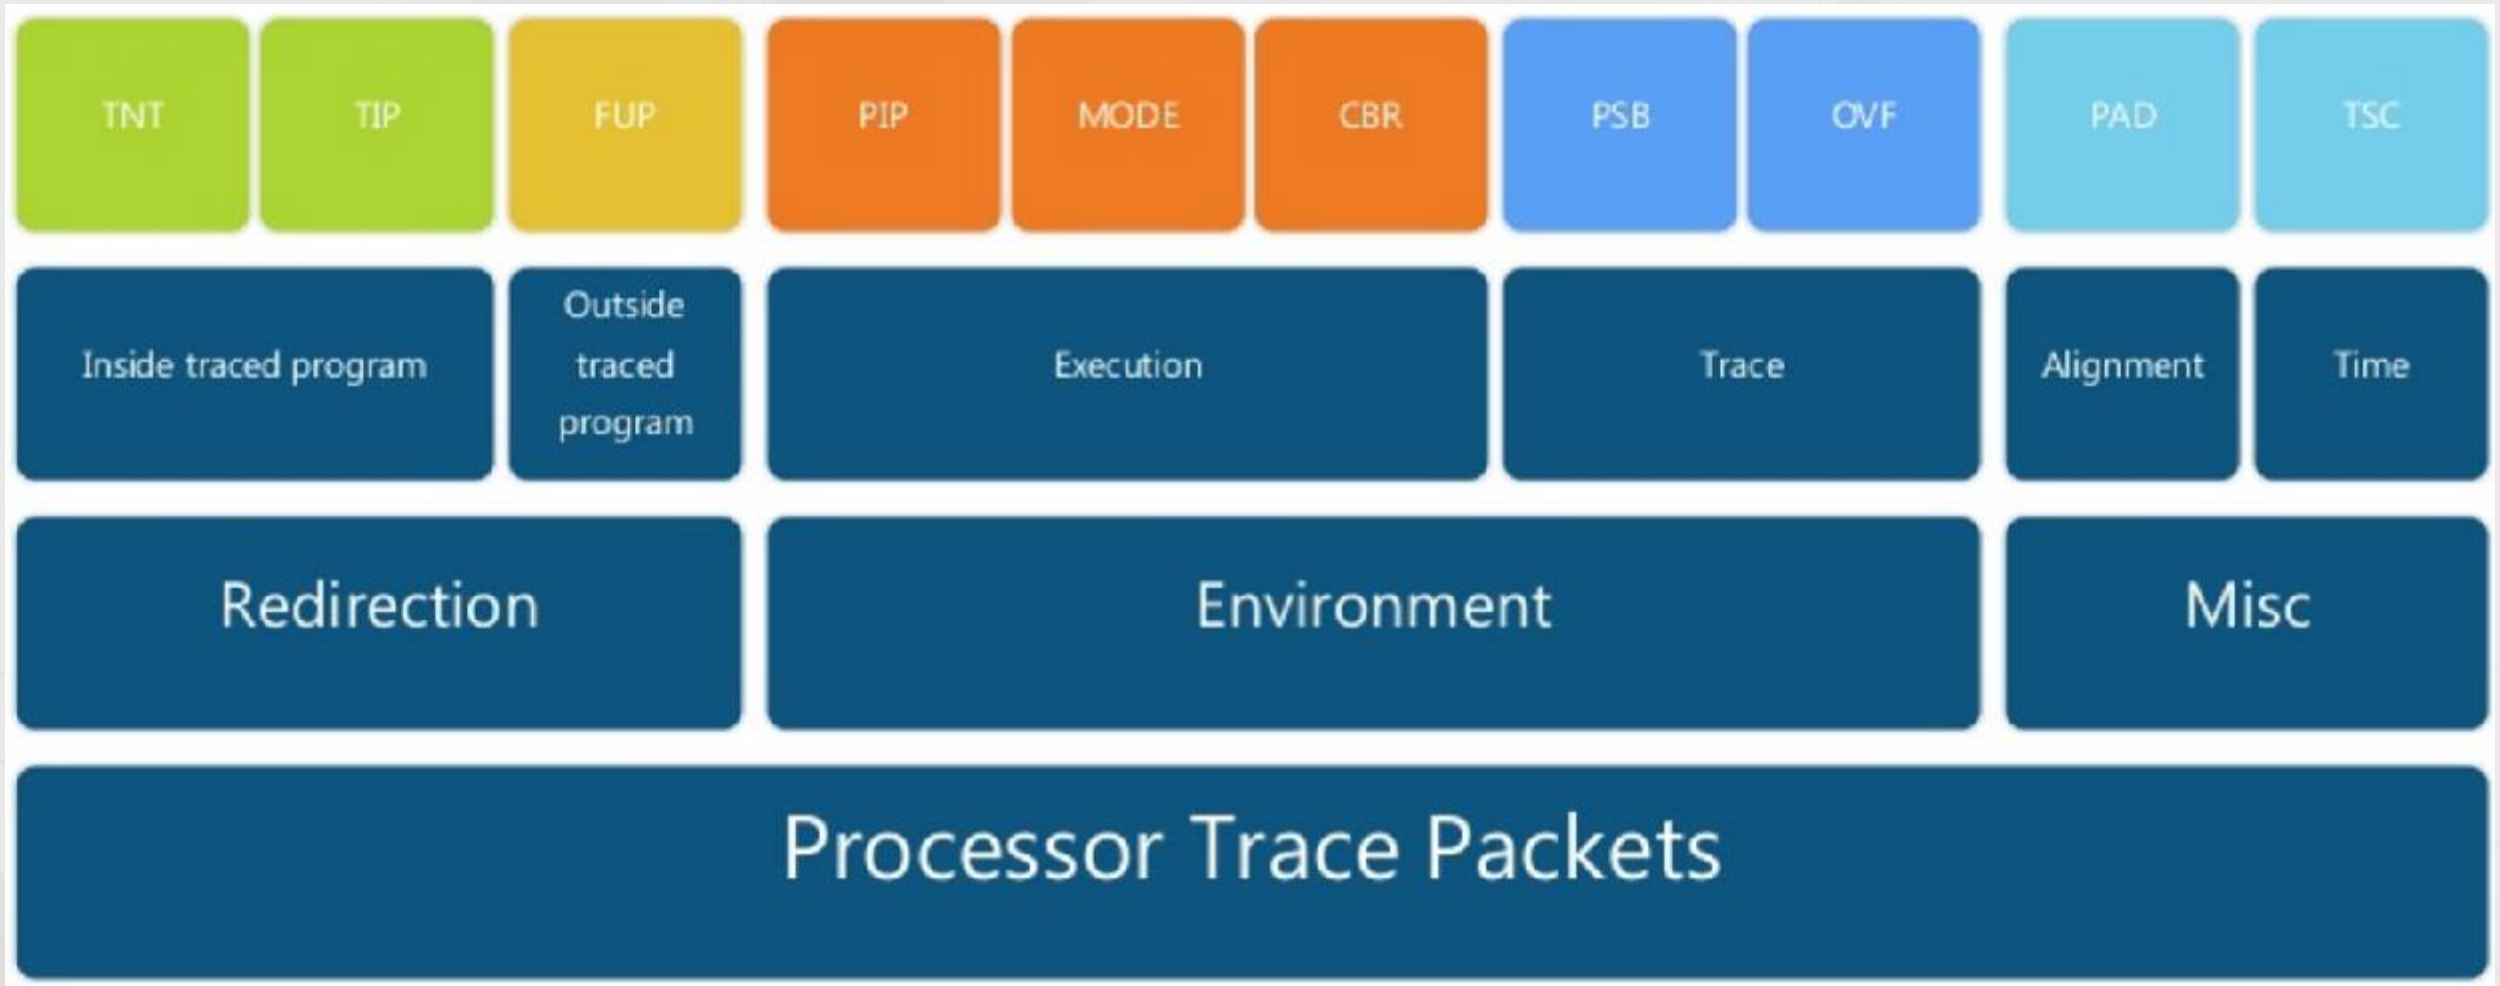 TNT
TIP
FUP
PIP
MODE
CBR
PSB
OVF
PAD
TSC
Inside traced program
Outside
traced
program
Execution
Trace
Alignment
Time
Redirection
Environment
Misc
Processor Trace Packets